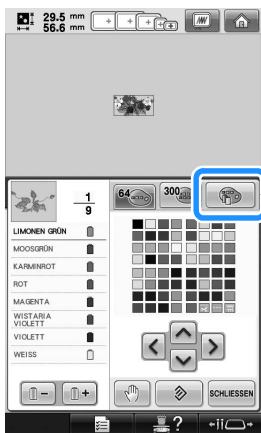 29.5 mm
56.6 mm
1
9
64
300
LIMONEN GRÜN
MOOSGRÜN
KARMINROT
ROT
MAGENTA
WISTARIA
VIOLETT
VIOLETT
WEISS
SCHLIESSEN
?